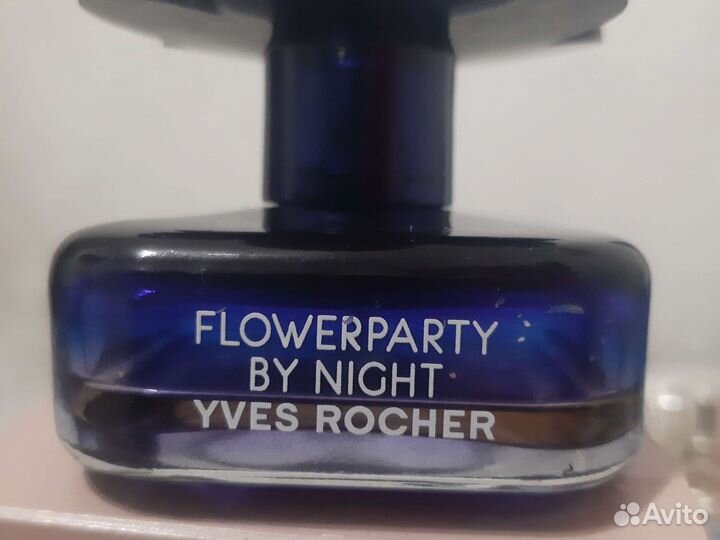 FLOWERPARTY
BY NIGHT
YVES ROCHER
Avito